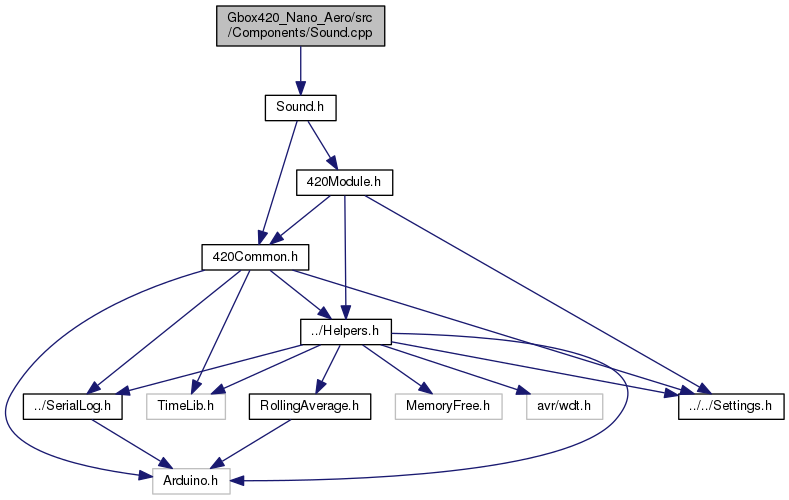 Gbox420_Nano_Aero/src
/Components/Sound.cpp
Sound.h
420Module.h
420Common.h
../Helpers.h
../SerialLog.h
TimeLib.h
RollingAverage.h
MemoryFree.h
avr/wdt.h
../../Settings.h
Arduino.h